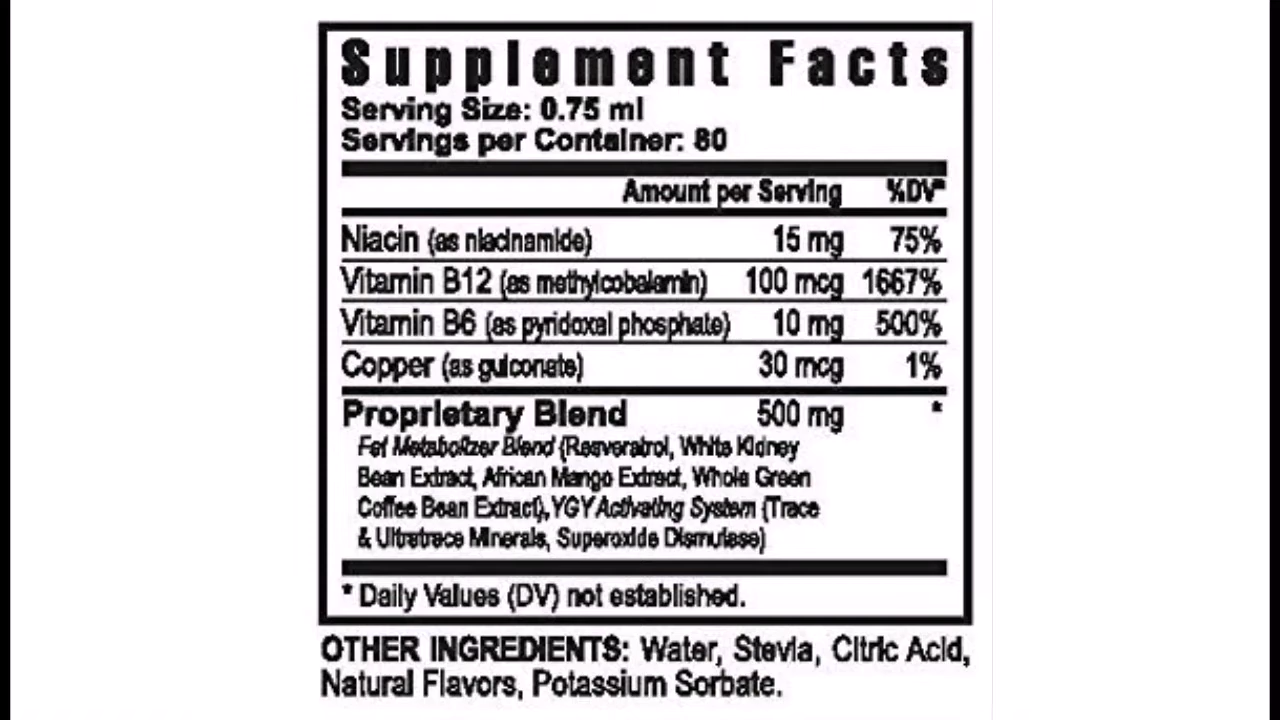 Supplement Facts
Serving Size: 0.75 ml
Servings per Container: 80
Amount per Serving %DV*
Niacin (as niacinamide) 15 mg 75%
Vitamin B12 (as methylcobalamin) 100 mcg 1667%
Vitamin B6 (as pyridoxal phosphate) 10 mg 500%
Copper (as gulconate) 30 mcg 1%
Proprietary Blend 500 mg *
Fat Metabolizer Blend (Resveratrol, White Kidney
Bean Extract, African Mango Extract, Whole Green
Coffee Bean Extract), YGY Activating System (Trace
& Ultratrace Minerals, Superoxide Dismutase)
* Daily Values (DV) not established.
OTHER INGREDIENTS: Water, Stevia, Citric Acid,
Natural Flavors, Potassium Sorbate.